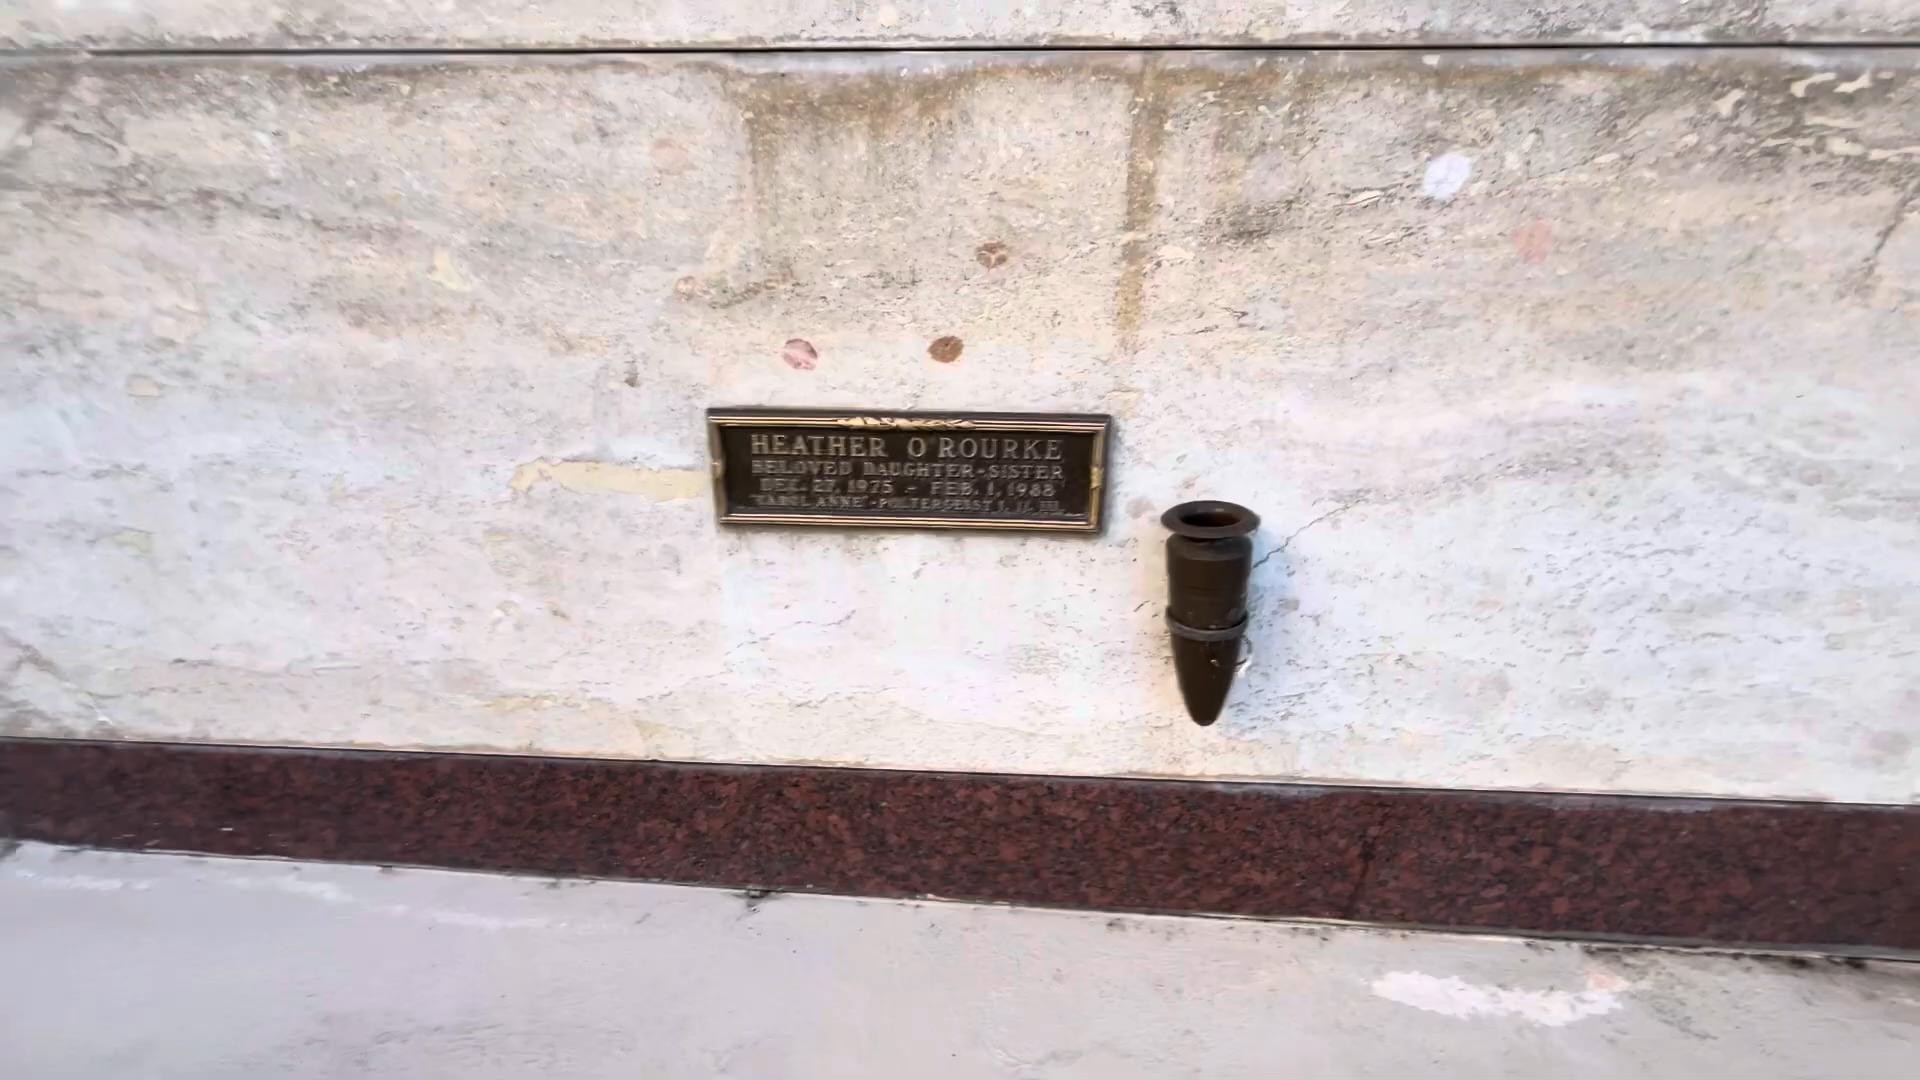 HEATHER O'ROURKE
BELOVED DAUGHTER-SISTER
DEC. 27, 1975 - FEB. 1, 1988
"CAROL ANNE"-POLTERGEIST I, II, III.